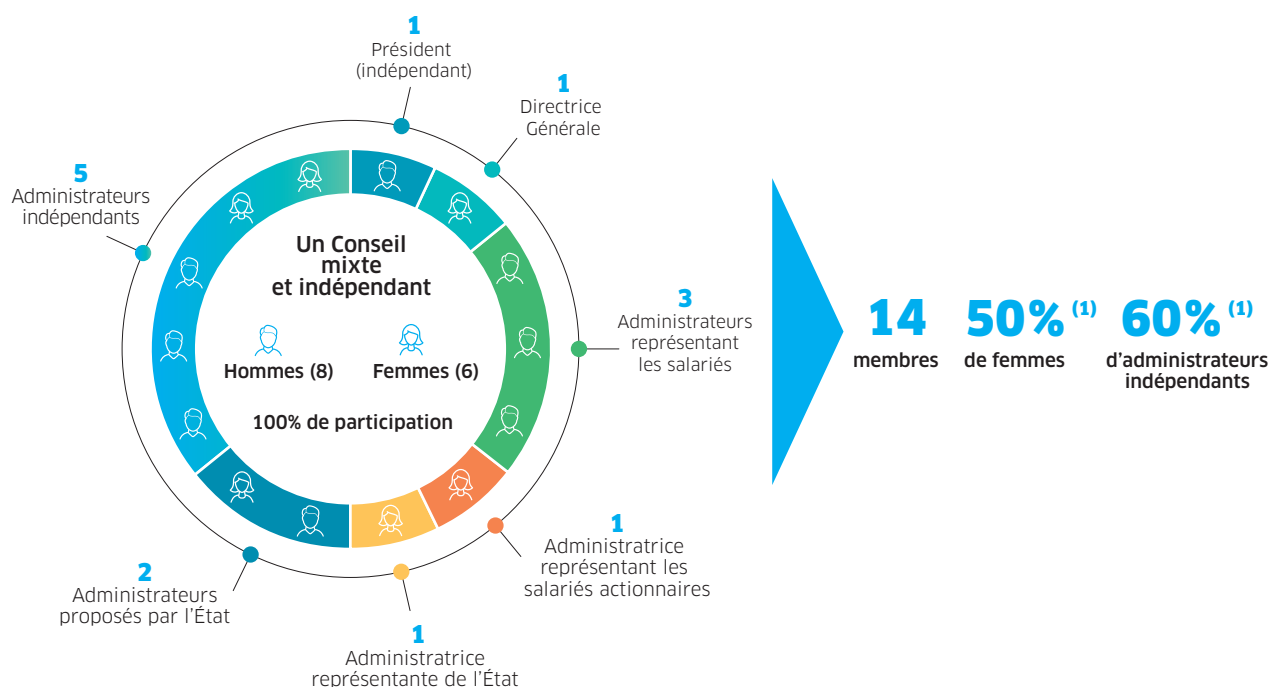 1
Président
(indépendant)
1
Directrice
Générale
5
Administrateurs
indépendants
Un Conseil
mixte
et indépendant
Hommes (8)
Femmes (6)
100% de participation
3
Administrateurs
représentant
les salariés
1
Administratrice
représentant les
salariés actionnaires
1
Administratrice
représentante de l'État
2
Administrateurs
proposés par l'État
14
membres
50% (1)
de femmes
60% (1)
d'administrateurs
indépendants